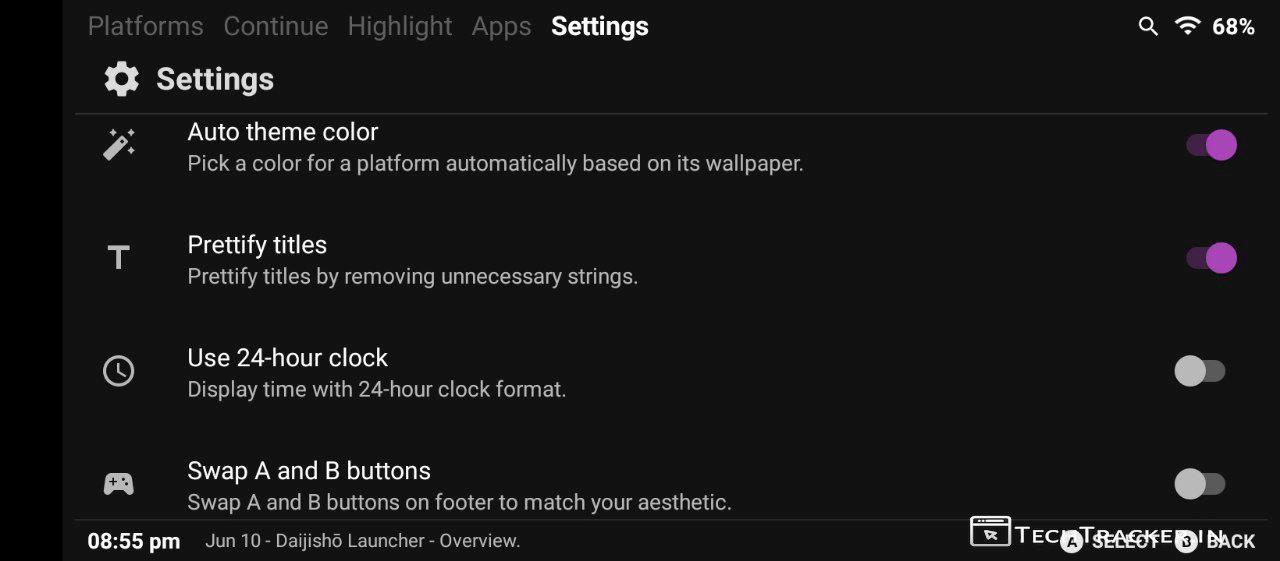 Platforms Continue Highlight Apps Settings 68%
Settings
Auto theme color
Pick a color for a platform automatically based on its wallpaper.
T
Prettify titles
Prettify titles by removing unnecessary strings.
Use 24-hour clock
Display time with 24-hour clock format.
Swap A and B buttons
Swap A and B buttons on footer to match your aesthetic.
08:55 pm Jun 10 - Daijishō Launcher - Overview.
TECHTRACKER.IN
A SELECT B BACK